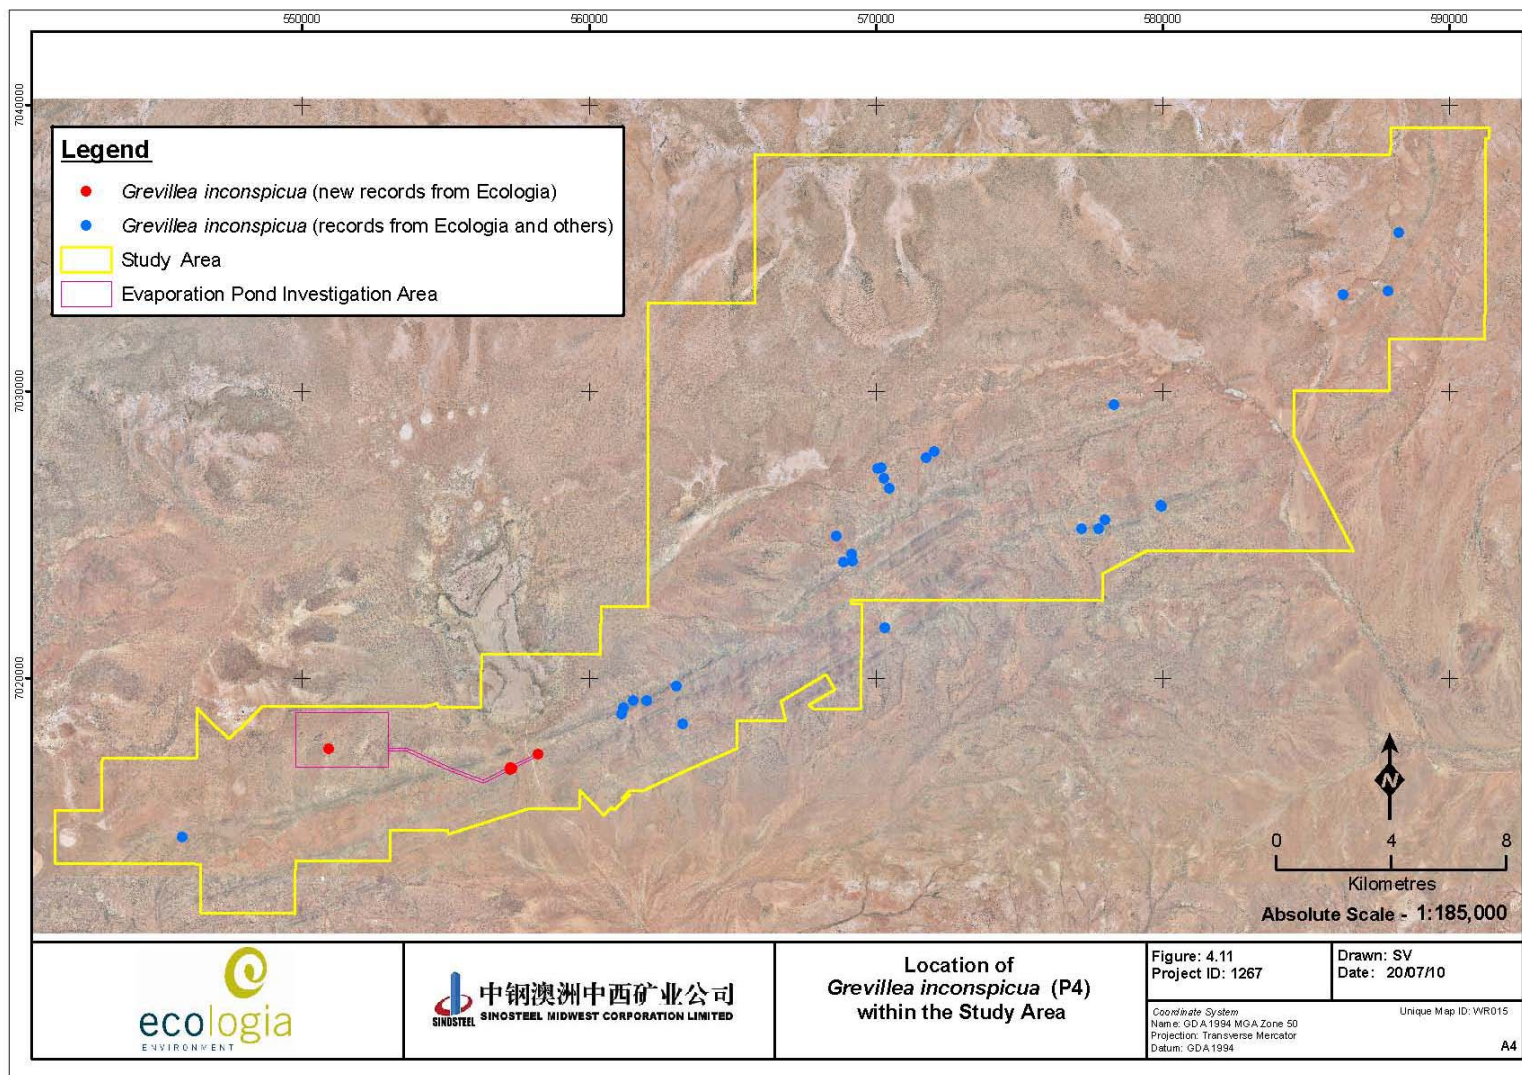 550000
560000
570000
580000
590000
7040000
7030000
7020000
Legend
Grevillea inconspicua (new records from Ecologia)
Grevillea inconspicua (records from Ecologia and others)
Study Area
Evaporation Pond Investigation Area
N
0 4 8
Kilometres
Absolute Scale - 1:185,000
ecologia
ENVIRONMENT
SINOSTEEL
中钢澳洲中西矿业公司
SINOSTEEL MIDWEST CORPORATION LIMITED
Location of
Grevillea inconspicua (P4)
within the Study Area
Figure: 4.11
Project ID: 1267
Drawn: SV
Date: 20/07/10
Coordinate System
Name: GDA 1994 MGA Zone 50
Projection: Transverse Mercator
Datum: GDA 1994
Unique Map ID: WR015
A4